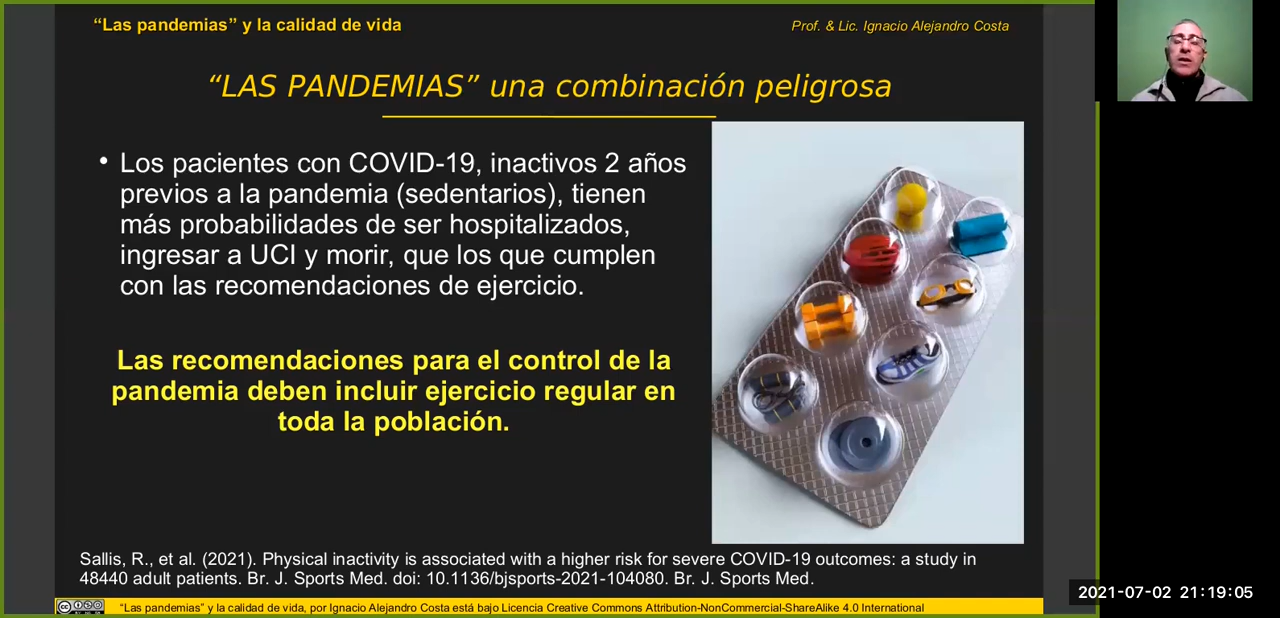 “Las pandemias” y la calidad de vida
Prof. & Lic. Ignacio Alejandro Costa
“LAS PANDEMIAS” una combinación peligrosa
• Los pacientes con COVID-19, inactivos 2 años
previos a la pandemia (sedentarios), tienen
más probabilidades de ser hospitalizados,
ingresar a UCI y morir, que los que cumplen
con las recomendaciones de ejercicio.
Las recomendaciones para el control de la
pandemia deben incluir ejercicio regular en
toda la población.
Sallis, R., et al. (2021). Physical inactivity is associated with a higher risk for severe COVID-19 outcomes: a study in
48440 adult patients. Br. J. Sports Med. doi: 10.1136/bjsports-2021-104080. Br. J. Sports Med.
“Las pandemias” y la calidad de vida, por Ignacio Alejandro Costa está bajo Licencia Creative Commons Attribution-NonCommercial-ShareAlike 4.0 International
2021-07-02 21:19:05